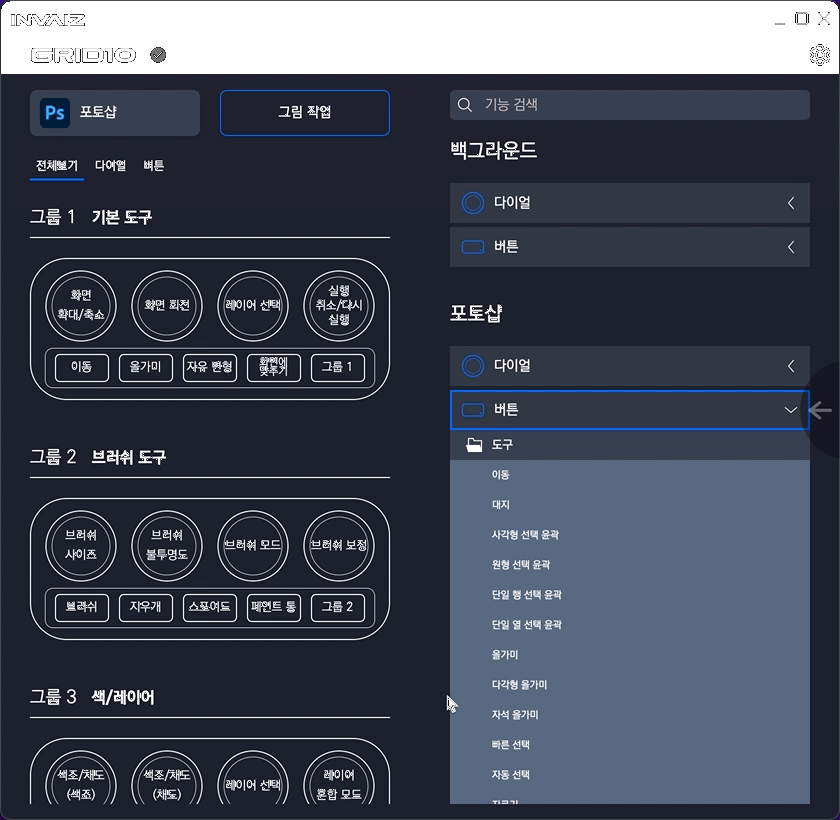 INVAIZ
GRID10
Ps 포토샵
그림 작업
전체보기 다이얼 버튼
그룹 1 기본 도구
화면
확대/축소
화면 회전
레이어 선택
실행
취소/다시
실행
이동
올가미
자유 변형
화면에
맞추기
그룹 1
그룹 2 브러쉬 도구
브러쉬
사이즈
브러쉬
불투명도
브러쉬 모드
브러쉬 보정
브러쉬
지우개
스포이드
페인트 통
그룹 2
그룹 3 색/레이어
색조/채도
(색조)
색조/채도
(채도)
레이어 선택
레이어
혼합 모드
기능 검색
백그라운드
다이얼
버튼
포토샵
다이얼
버튼
도구
이동
대지
사각형 선택 윤곽
원형 선택 윤곽
단일 행 선택 윤곽
단일 열 선택 윤곽
올가미
다각형 올가미
자석 올가미
빠른 선택
자동 선택